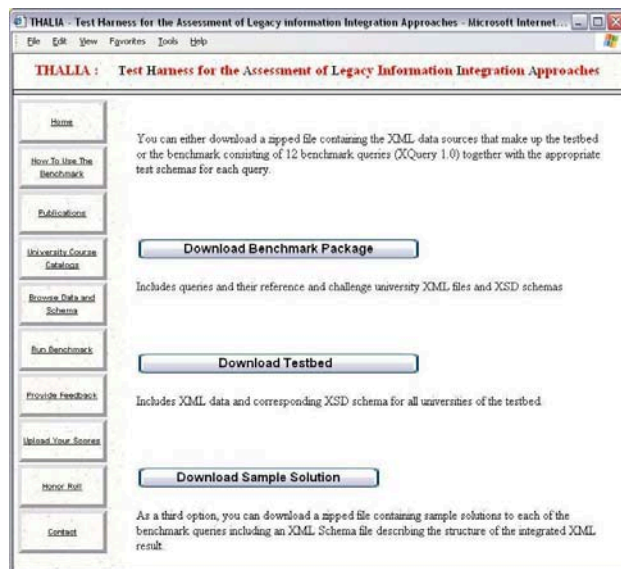 THALIA - Test Harness for the Assessment of Legacy information Integration Approaches - Microsoft Internet...
File Edit View Favorites Tools Help
THALIA : Test Harness for the Assessment of Legacy Information Integration Approaches
Home
How To Use The
Benchmark
Publications
University Course
Catalogs
Browse Data and
Schema
Run Benchmark
Provide Feedback
Upload Your Scores
Honor Roll
Contact
You can either download a zipped file containing the XML data sources that make up the testbed
or the benchmark consisting of 12 benchmark queries (XQuery 1.0) together with the appropriate
test schemas for each query.
Download Benchmark Package
Includes queries and their reference and challenge university XML files and XSD schemas
Download Testbed
Includes XML data and corresponding XSD schema for all universities of the testbed
Download Sample Solution
As a third option, you can download a zipped file containing sample solutions to each of the
benchmark queries including an XML Schema file describing the structure of the integrated XML
result.